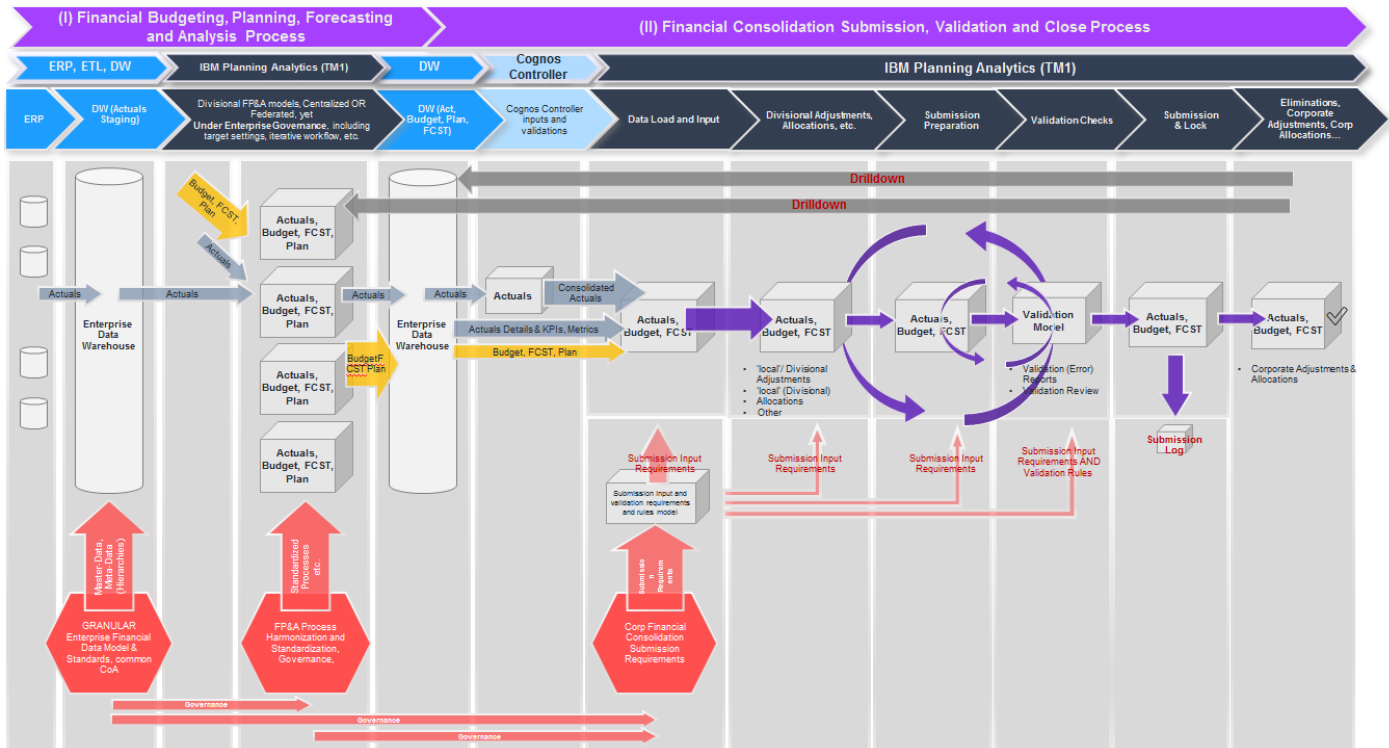 (I) Financial Budgeting, Planning, Forecasting
and Analysis Process
(II) Financial Consolidation Submission, Validation and Close Process
ERP, ETL, DW
IBM Planning Analytics (TM1)
DW
Cognos
Controller
IBM Planning Analytics (TM1)
ERP
DW (Actuals
Staging)
Divisional FP&A models, Centralized OR
Federated, yet
Under Enterprise Governance, including
target settings, iterative workflow, etc.
DW (Act,
Budget, Plan,
FCST)
Cognos Controller
inputs and
validations
Data Load and Input
Divisional Adjustments,
Allocations, etc.
Submission
Preparation
Validation Checks
Submission
& Lock
Eliminations,
Corporate
Adjustments, Corp
Allocations...
Drilldown
Drilldown
Budget, FCST,
Plan
Actuals
Actuals,
Budget, FCST,
Plan
Actuals,
Budget, FCST,
Plan
Actuals,
Budget, FCST,
Plan
Actuals,
Budget, FCST,
Plan
Actuals
Actuals
Enterprise
Data
Warehouse
Actuals
BudgetF
CST Plan
Enterprise
Data
Warehouse
Actuals
Actuals
Consolidated
Actuals
Actuals Details & KPIs, Metrics
Budget, FCST, Plan
Actuals,
Budget, FCST
Actuals,
Budget, FCST
Actuals,
Budget, FCST
Validation
Model
Actuals,
Budget, FCST
Actuals,
Budget, FCST
• 'local'/ Divisional
Adjustments
• 'local' (Divisional)
• Allocations
• Other
• Validation (Error)
Reports
• Validation Review
• Corporate Adjustments &
Allocations
Submission Input
Requirements
Submission Input
Requirements
Submission Input
Requirements
Submission Input
Requirements AND
Validation Rules
Submission
Log
Submission input and
validation requirements
and rules model
Master-Data,
Meta-Data
(Hierarchies)
Standardized
Processes
etc.
Submissio
n
Requirem
ents
GRANULAR
Enterprise Financial
Data Model &
Standards, common
CoA
FP&A Process
Harmonization and
Standardization,
Governance,
Corp Financial
Consolidation
Submission
Requirements
Governance
Governance
Governance